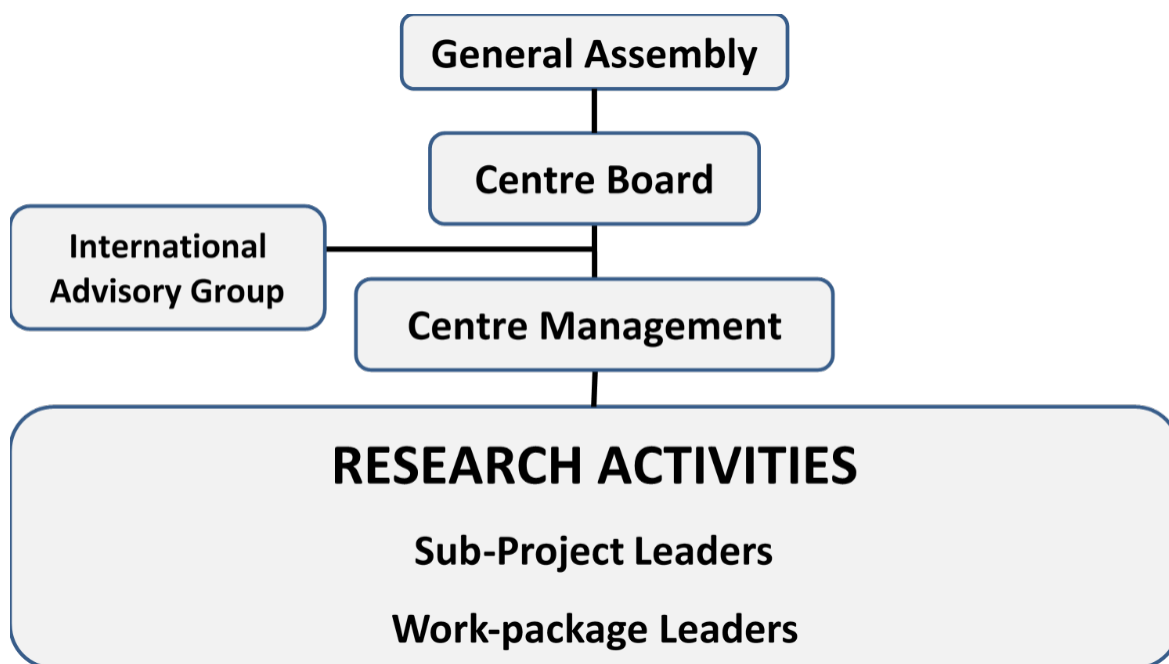 General Assembly
Centre Board
International
Advisory Group
Centre Management
RESEARCH ACTIVITIES
Sub-Project Leaders
Work-package Leaders